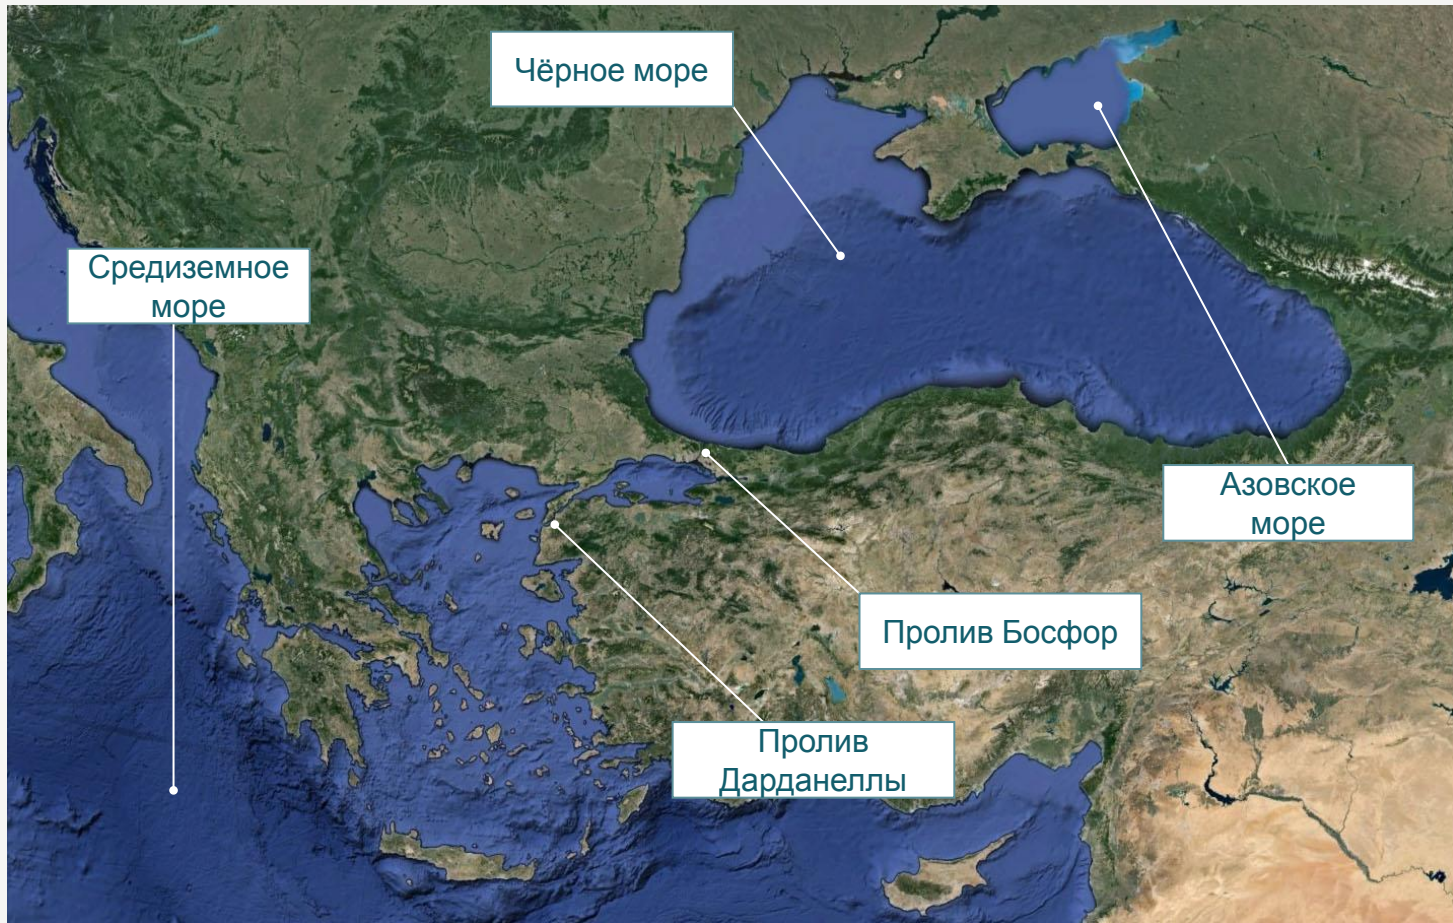 Чёрное море
Средиземное
море
Азовское
море
Пролив Босфор
Пролив
Дарданеллы